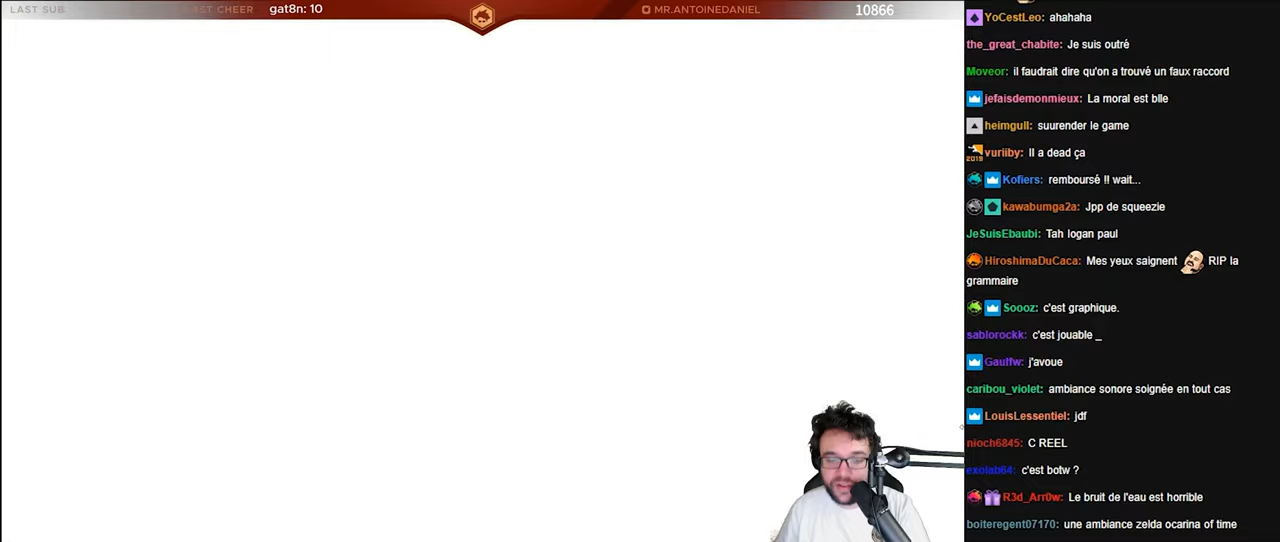 LAST SUB
LAST CHEER
gat8n: 10
MR.ANTOINEDANIEL
10866
YoCestLeo: ahahaha
the_great_chabite: Je suis outré
Moveor: il faudrait dire qu'on a trouvé un faux raccord
jefaisdemonmieux: La moral est blle
heimgull: suurender le game
2019 vuriiby: Il a dead ça
Kofiers: remboursé !! wait...
kawabumga2a: Jpp de squeezie
JeSuisEbaubi: Tah logan paul
HiroshimaDuCaca: Mes yeux saignent RIP la
grammaire
Soooz: c'est graphique.
sablorockk: c'est jouable _
Gaulfw: j'avoue
caribou_violet: ambiance sonore soignée en tout cas
LouisLessentiel: jdf
nioch6845: C REEL
exolab64: c'est botw ?
R3d_Arr0w: Le bruit de l'eau est horrible
boiteregent07170: une ambiance zelda ocarina of time